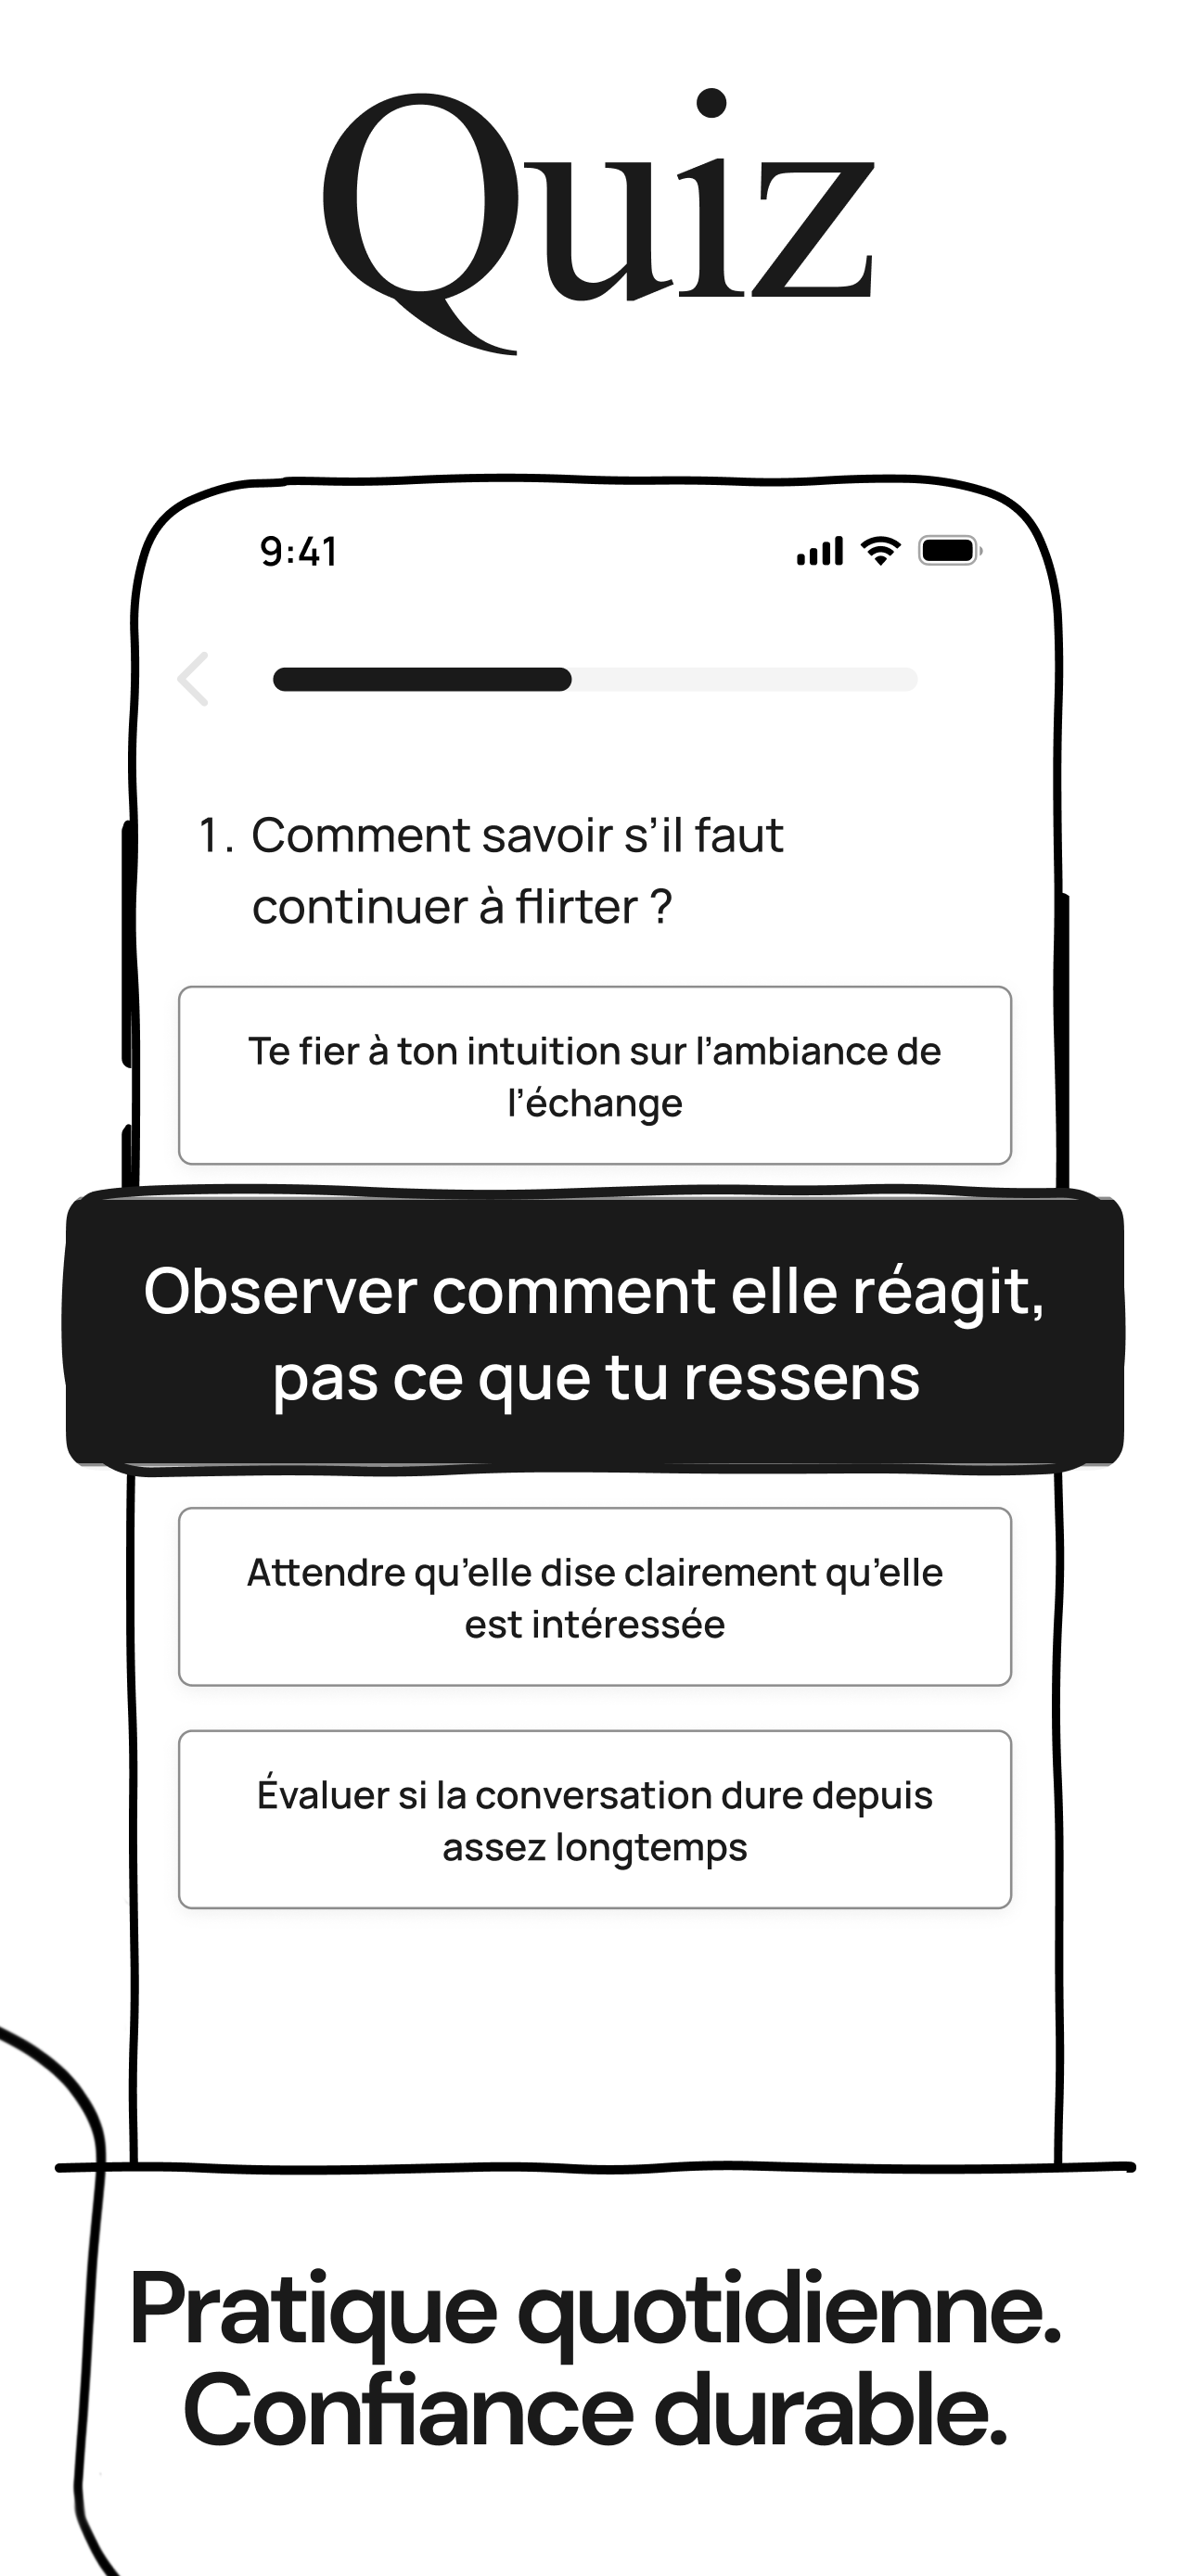 Quiz
9:41
1. Comment savoir s’il faut
continuer à flirter ?
Te fier à ton intuition sur l’ambiance de
l’échange
Observer comment elle réagit,
pas ce que tu ressens
Attendre qu’elle dise clairement qu’elle
est intéressée
Évaluer si la conversation dure depuis
assez longtemps
Pratique quotidienne.
Confiance durable.